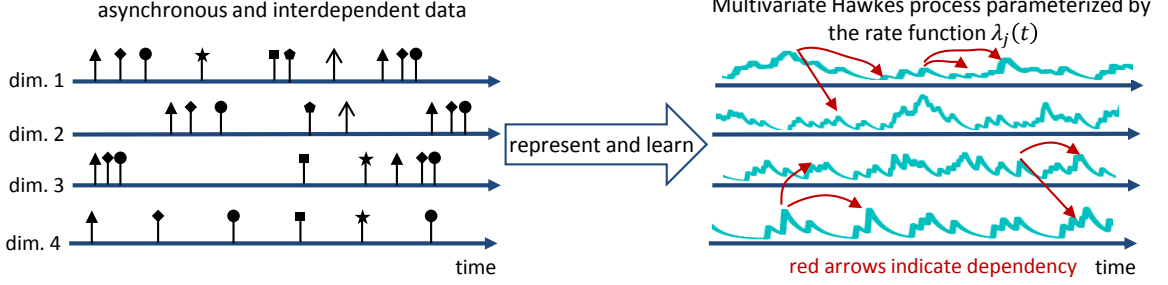 asynchronous and interdependent data
dim. 1
dim. 2
dim. 3
dim. 4
time
represent and learn
Multivariate Hawkes process parameterized by
the rate function λⱼ(t)
red arrows indicate dependency
time